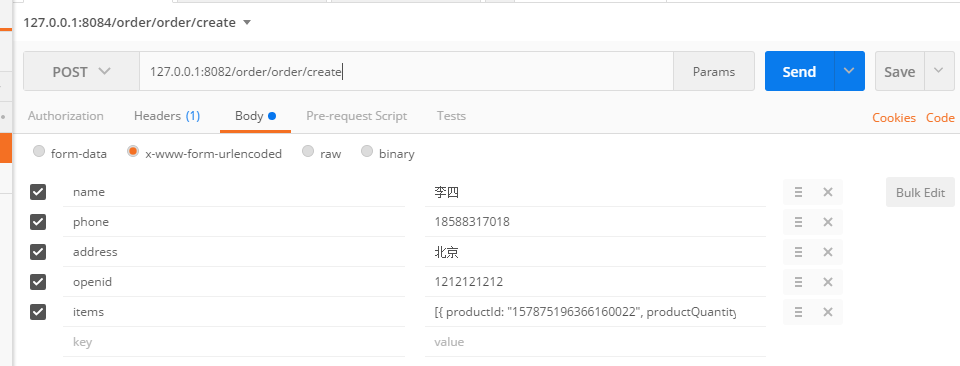 127.0.0.1:8084/order/order/create
POST 127.0.0.1:8082/order/order/create Params Send Save
Authorization Headers (1) Body Pre-request Script Tests Cookies Code
form-data x-www-form-urlencoded raw binary
name 李四 Bulk Edit
phone 18588317018
address 北京
openid 1212121212
items [{ productId: "157875196366160022", productQuantity
key value